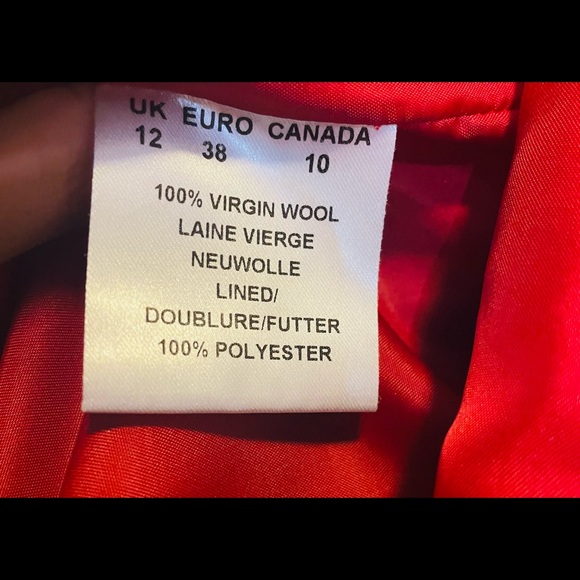 UK EURO CANADA
12 38 10
100% VIRGIN WOOL
LAINE VIERGE
NEUWOLLE
LINED/
DOUBLURE/FUTTER
100% POLYESTER